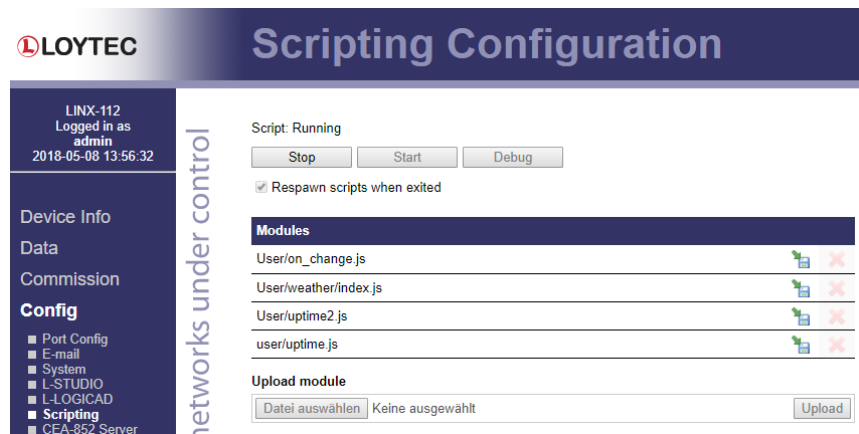 LOYTEC
Scripting Configuration
LINX-112
Logged in as
admin
2018-05-08 13:56:32
Device Info
Data
Commission
Config
Port Config
E-mail
System
L-STUDIO
L-LOGICAD
Scripting
CEA-852 Server
networks under control
Script: Running
Stop Start Debug
Respawn scripts when exited
Modules
User/on_change.js
User/weather/index.js
User/uptime2.js
user/uptime.js
Upload module
Datei auswählen Keine ausgewählt Upload